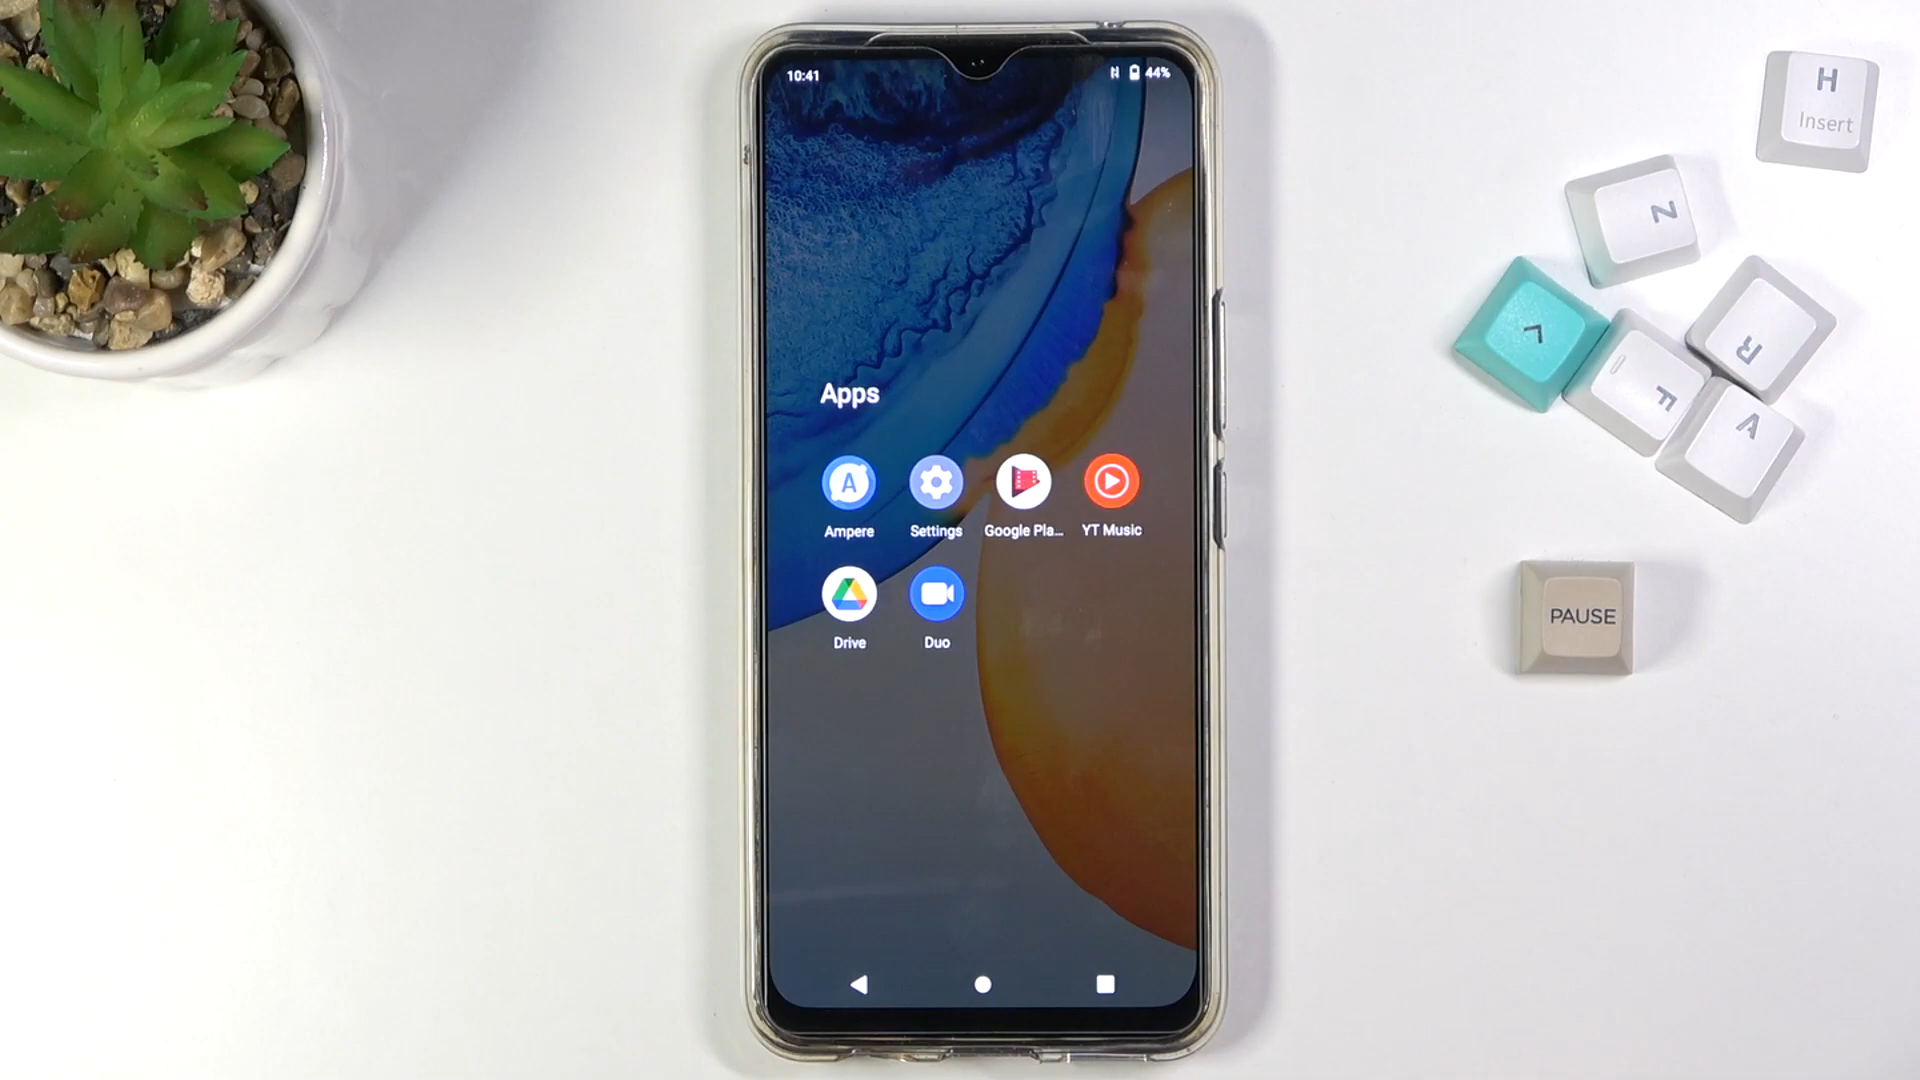 10:41
44%
Apps
A
Ampere
Settings
Google Pla...
YT Music
Drive
Duo
H
Insert
Z
R
F
V
PAUSE